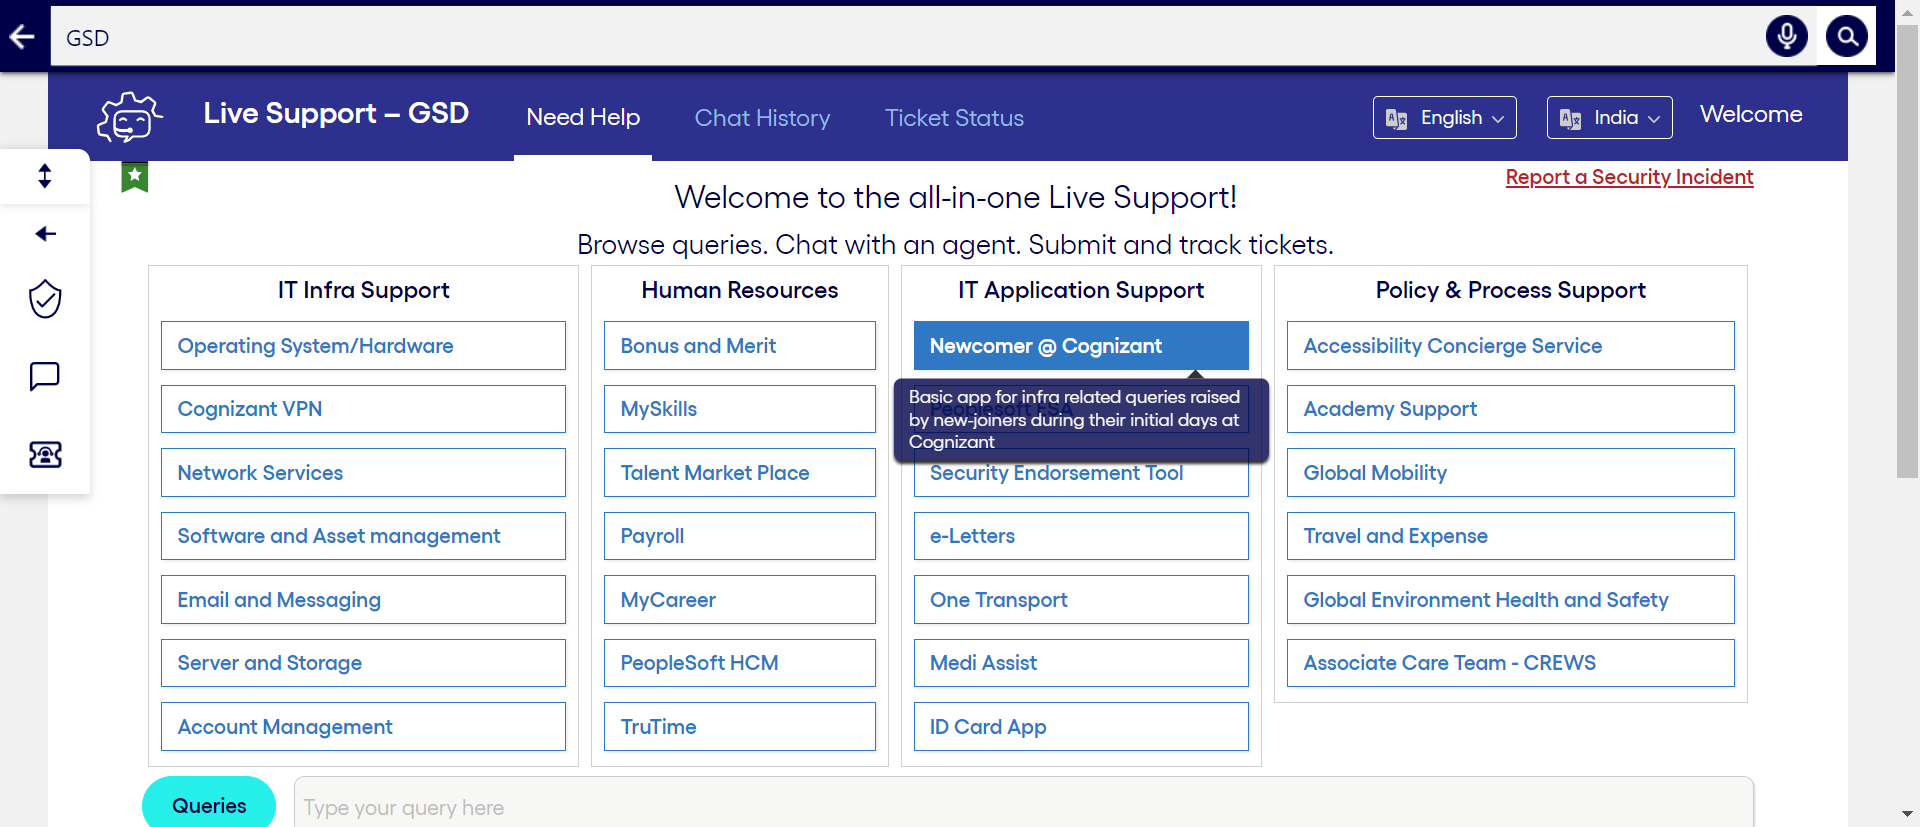 GSD
Live Support – GSD
Need Help
Chat History
Ticket Status
English
India
Welcome
Report a Security Incident
Welcome to the all-in-one Live Support!
Browse queries. Chat with an agent. Submit and track tickets.
IT Infra Support
Operating System/Hardware
Cognizant VPN
Network Services
Software and Asset management
Email and Messaging
Server and Storage
Account Management
Human Resources
Bonus and Merit
MySkills
Talent Market Place
Payroll
MyCareer
PeopleSoft HCM
TruTime
IT Application Support
Newcomer @ Cognizant
Basic app for infra related queries raised
by new-joiners during their initial days at
Cognizant
Peoplesoft ESA
Security Endorsement Tool
e-Letters
One Transport
Medi Assist
ID Card App
Policy & Process Support
Accessibility Concierge Service
Academy Support
Global Mobility
Travel and Expense
Global Environment Health and Safety
Associate Care Team - CREWS
Queries
Type your query here